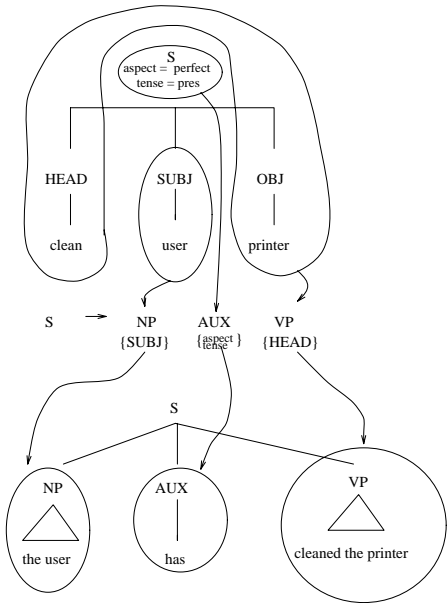 S
aspect = perfect
tense = pres
HEAD SUBJ OBJ
clean user printer
S NP AUX VP
{SUBJ} {aspect tense} {HEAD}
S
NP AUX VP
the user has cleaned the printer